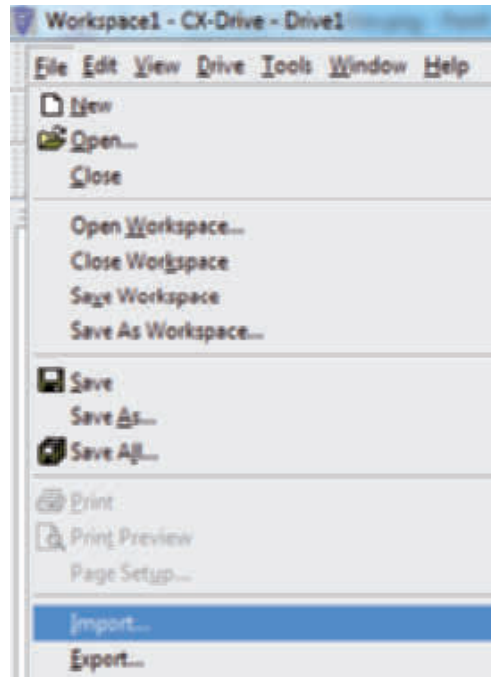 Workspace1 - CX-Drive - Drive1
File Edit View Drive Tools Window Help
New
Open...
Close
Open Workspace...
Close Workspace
Save Workspace
Save As Workspace...
Save
Save As...
Save All...
Print
Print Preview
Page Setup...
Import...
Export...